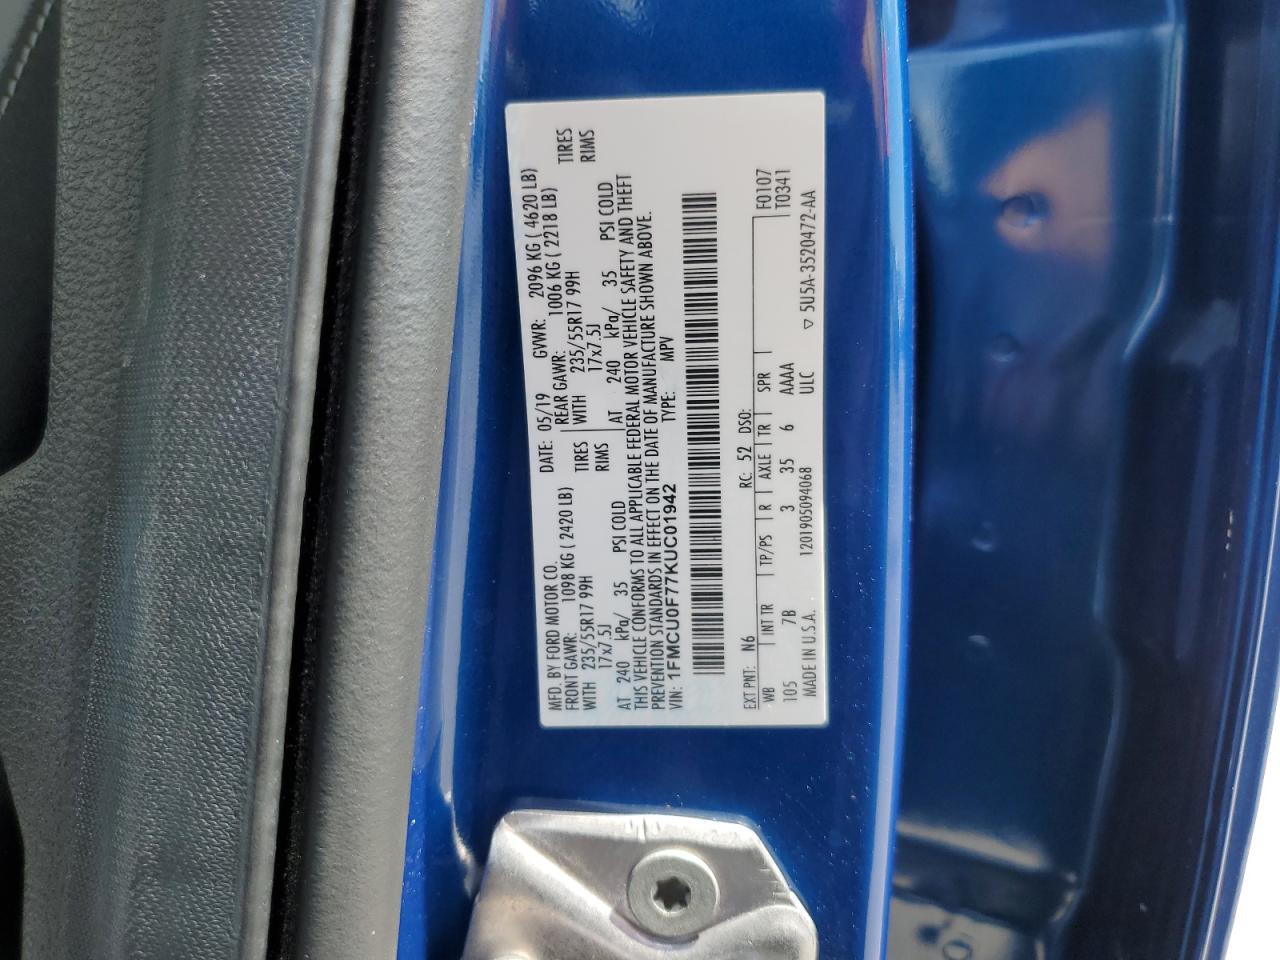 MFD. BY FORD MOTOR CO.
DATE: 05/19 GVWR: 2096 KG ( 4620 LB)
FRONT GAWR: 1098 KG ( 2420 LB)
REAR GAWR: 1006 KG ( 2218 LB)
WITH 235/55R17 99H TIRES
WITH 235/55R17 99H TIRES
17x7.5J RIMS
17x7.5J RIMS
AT 240 kPa/ 35 PSI COLD
AT 240 kPa/ 35 PSI COLD
THIS VEHICLE CONFORMS TO ALL APPLICABLE FEDERAL MOTOR VEHICLE SAFETY AND THEFT
PREVENTION STANDARDS IN EFFECT ON THE DATE OF MANUFACTURE SHOWN ABOVE.
VIN: 1FMCU0F77KUC01942 TYPE: MPV
EXT PNT: N6 RC: 52 DSO:
WB INT TR TP/PS R AXLE TR SPR F0107
105 7B 3 35 6 AAAA T0341
MADE IN U.S.A. 1201905094068 ULC ▽ 5U5A-3520472-AA